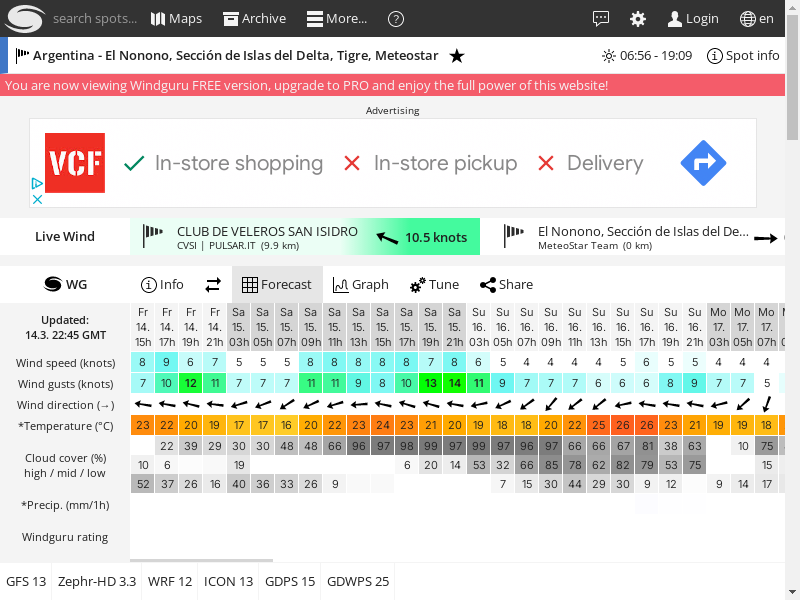 search spots... Maps Archive More... ? Login en
Argentina - El Nonono, Sección de Islas del Delta, Tigre, Meteostar ★ 06:56 - 19:09 Spot info
You are now viewing Windguru FREE version, upgrade to PRO and enjoy the full power of this website!
Advertising
VCF In-store shopping In-store pickup Delivery
Live Wind CLUB DE VELEROS SAN ISIDRO 10.5 knots El Nonono, Sección de Islas del De...
CVSI | PULSAR.IT (9.9 km) MeteoStar Team (0 km)
WG Info Forecast Graph Tune Share
Updated:
14.3. 22:45 GMT
Fr Fr Fr Fr Sa Sa Sa Sa Sa Sa Sa Sa Sa Sa Su Su Su Su Su Su Su Su Su Su Mo Mo Mo
14. 14. 14. 14. 15. 15. 15. 15. 15. 15. 15. 15. 15. 15. 16. 16. 16. 16. 16. 16. 16. 16. 16. 16. 17. 17. 17.
15h 17h 19h 21h 03h 05h 07h 09h 11h 13h 15h 17h 19h 21h 03h 05h 07h 09h 11h 13h 15h 17h 19h 21h 03h 05h 07h
Wind speed (knots) 8 9 6 7 5 5 5 8 8 8 8 8 7 8 6 5 4 4 4 4 5 6 5 5 4 4 4
Wind gusts (knots) 7 10 12 11 7 7 7 11 11 9 8 10 13 14 11 9 7 7 7 6 6 6 8 9 7 7 5
Wind direction (→)
*Temperature (°C) 23 22 20 19 17 17 16 20 22 23 24 23 21 20 19 18 18 20 22 25 26 26 23 21 19 19 18
Cloud cover (%)
high / mid / low
22 39 29 30 30 48 48 66 96 97 98 99 97 99 97 96 97 66 66 67 81 38 63 10 75
10 6 19 6 20 14 53 32 66 85 78 62 82 79 53 75 15
52 37 26 16 40 36 33 26 9 7 15 30 44 29 30 9 12 9 14 17
*Precip. (mm/1h)
Windguru rating
GFS 13 Zephr-HD 3.3 WRF 12 ICON 13 GDPS 15 GDWPS 25